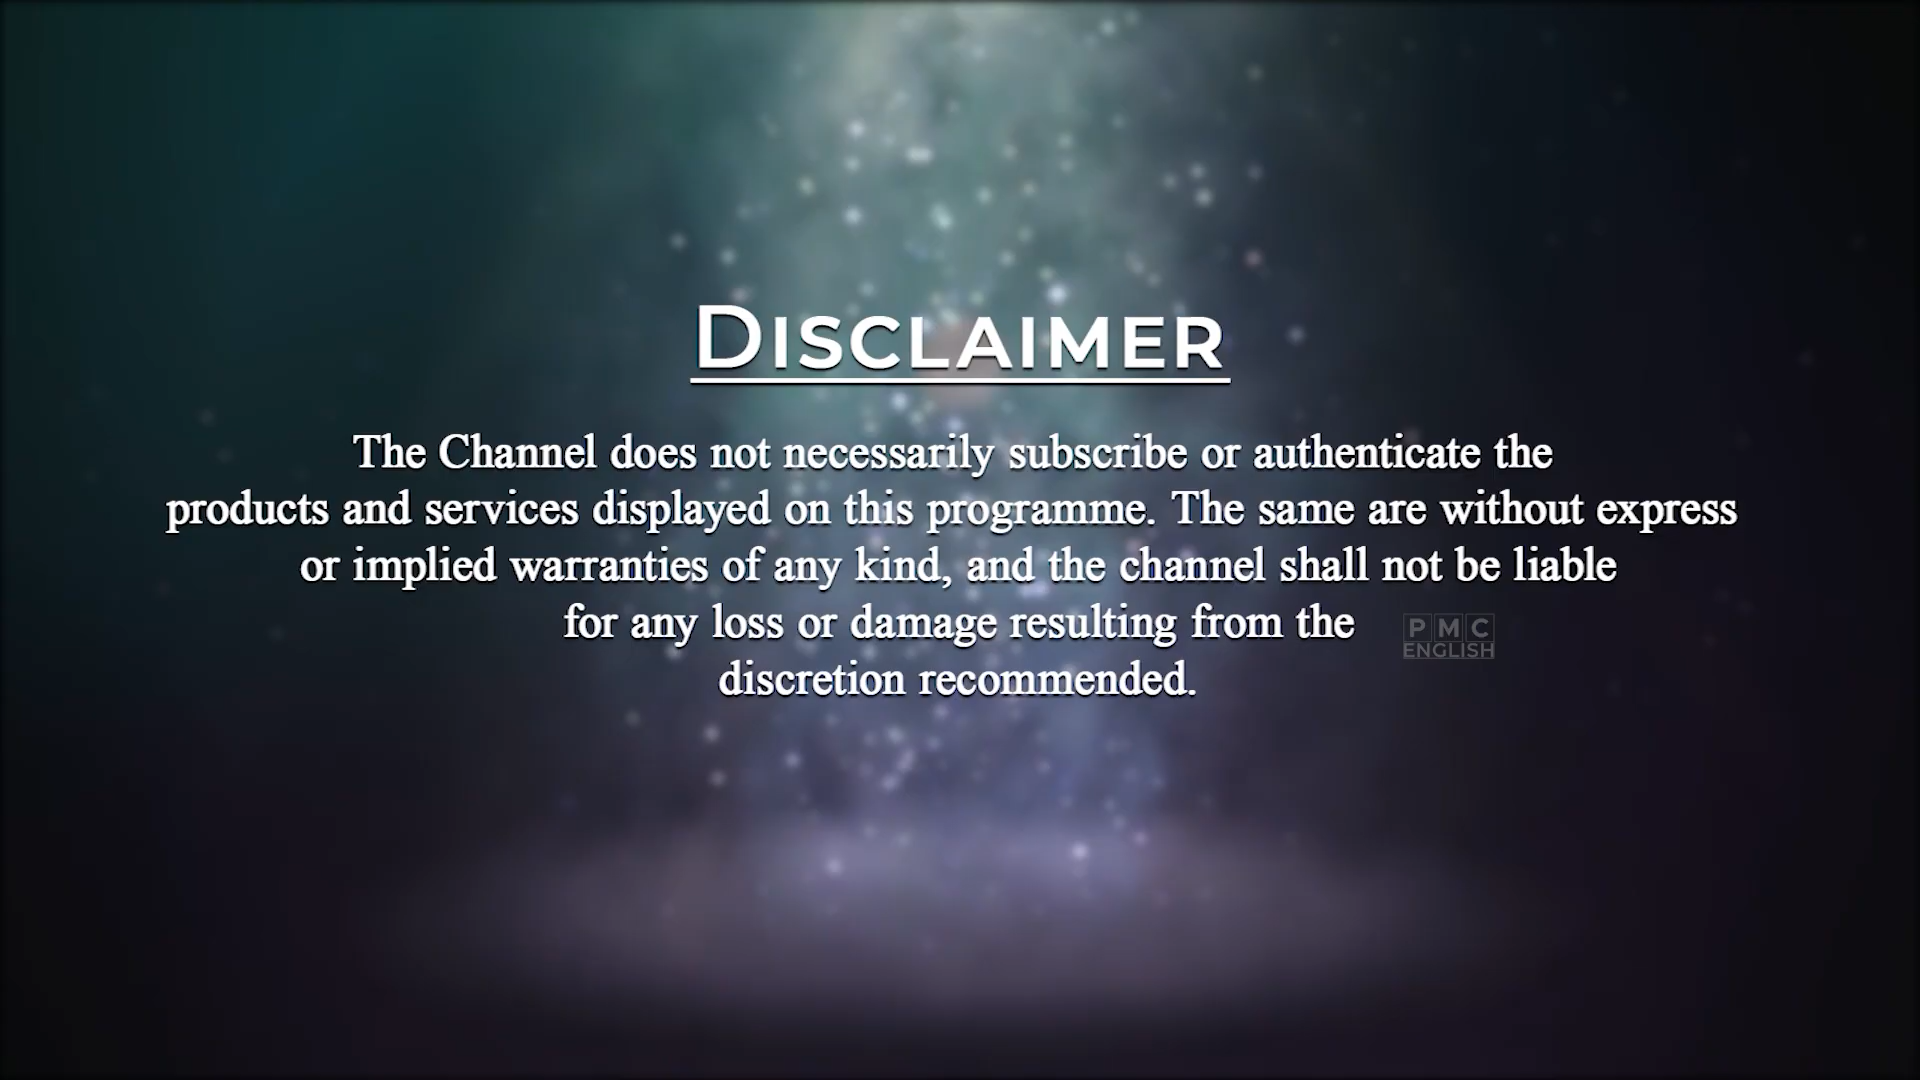 DISCLAIMER
The Channel does not necessarily subscribe or authenticate the
products and services displayed on this programme. The same are without express
or implied warranties of any kind, and the channel shall not be liable
for any loss or damage resulting from the
discretion recommended.
PMC
ENGLISH